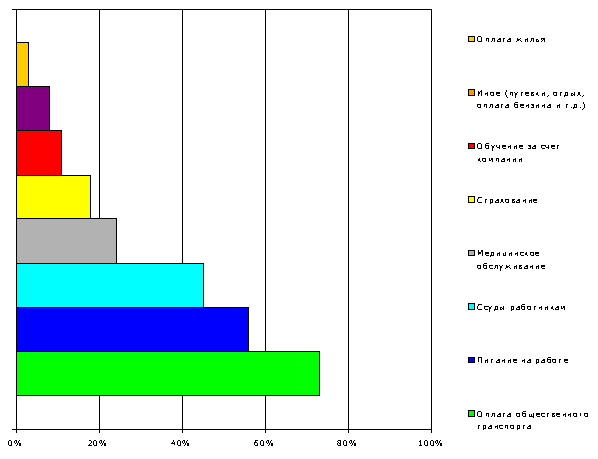 Оплата жилья
Иное (путевки, отдых,
оплата бензина и т.д.)
Обучение за счет
компании
Страхование
Медицинское
обслуживание
Ссуды работникам
Питание на работе
Оплата общественного
транспорта
0% 20% 40% 60% 80% 100%